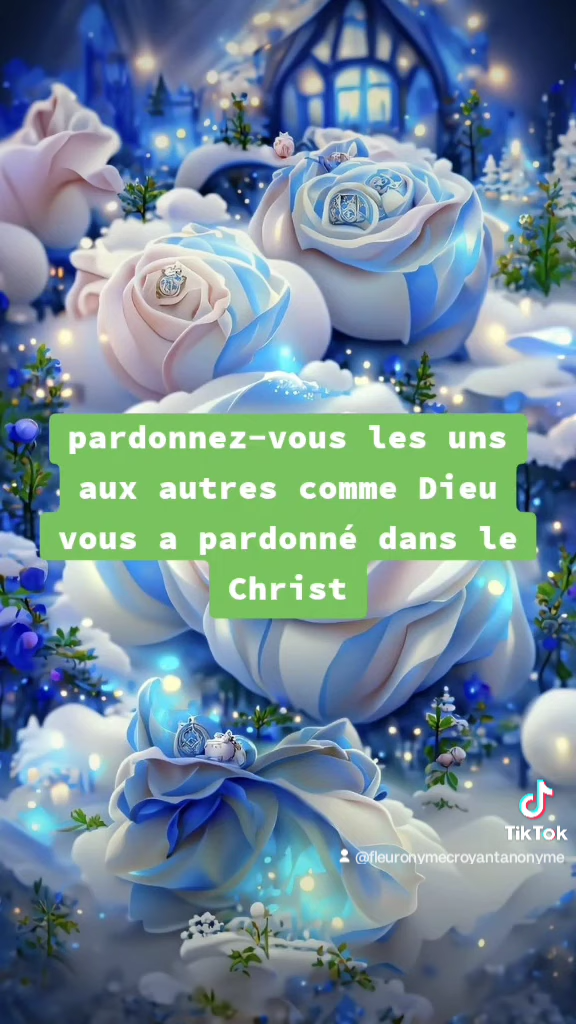 pardonnez-vous les uns
aux autres comme Dieu
vous a pardonné dans le
Christ
TikTok
@fleuronymecroyantanonyme